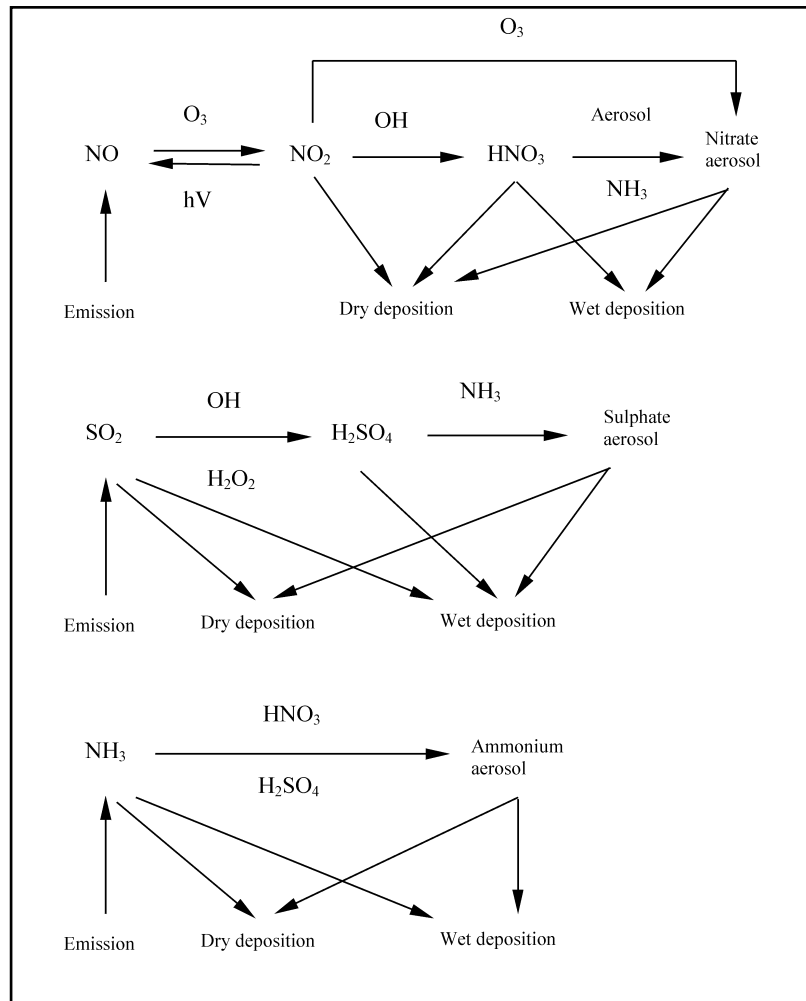 O₃
O₃ OH Aerosol
NO NO₂ HNO₃ Nitrate
aerosol
hV NH₃
Emission Dry deposition Wet deposition
OH NH₃
SO₂ H₂SO₄ Sulphate
aerosol
H₂O₂
Emission Dry deposition Wet deposition
HNO₃
NH₃ Ammonium
aerosol
H₂SO₄
Emission Dry deposition Wet deposition